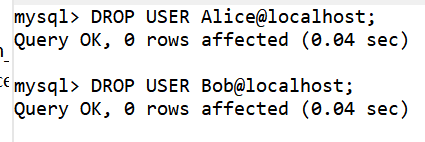 mysql> DROP USER Alice@localhost;
Query OK, 0 rows affected (0.04 sec)
mysql> DROP USER Bob@localhost;
Query OK, 0 rows affected (0.04 sec)